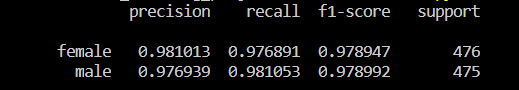 precision recall f1-score support
female 0.981013 0.976891 0.978947 476
male 0.976939 0.981053 0.978992 475